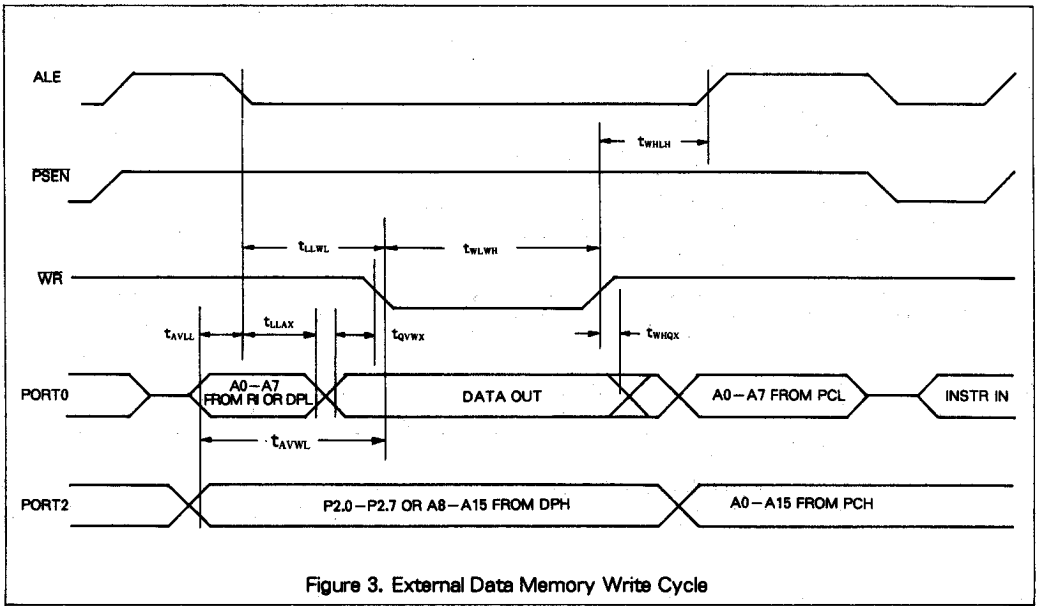 ALE
tWHLH
PSEN
tLLWL
tWLWH
WR
tAVLL
tLLAX
tQVWX
tWHQX
PORT0
A0–A7
FROM RI OR DPL
DATA OUT
A0–A7 FROM PCL
INSTR IN
tAVWL
PORT2
P2.0–P2.7 OR A8–A15 FROM DPH
A0–A15 FROM PCH
Figure 3. External Data Memory Write Cycle